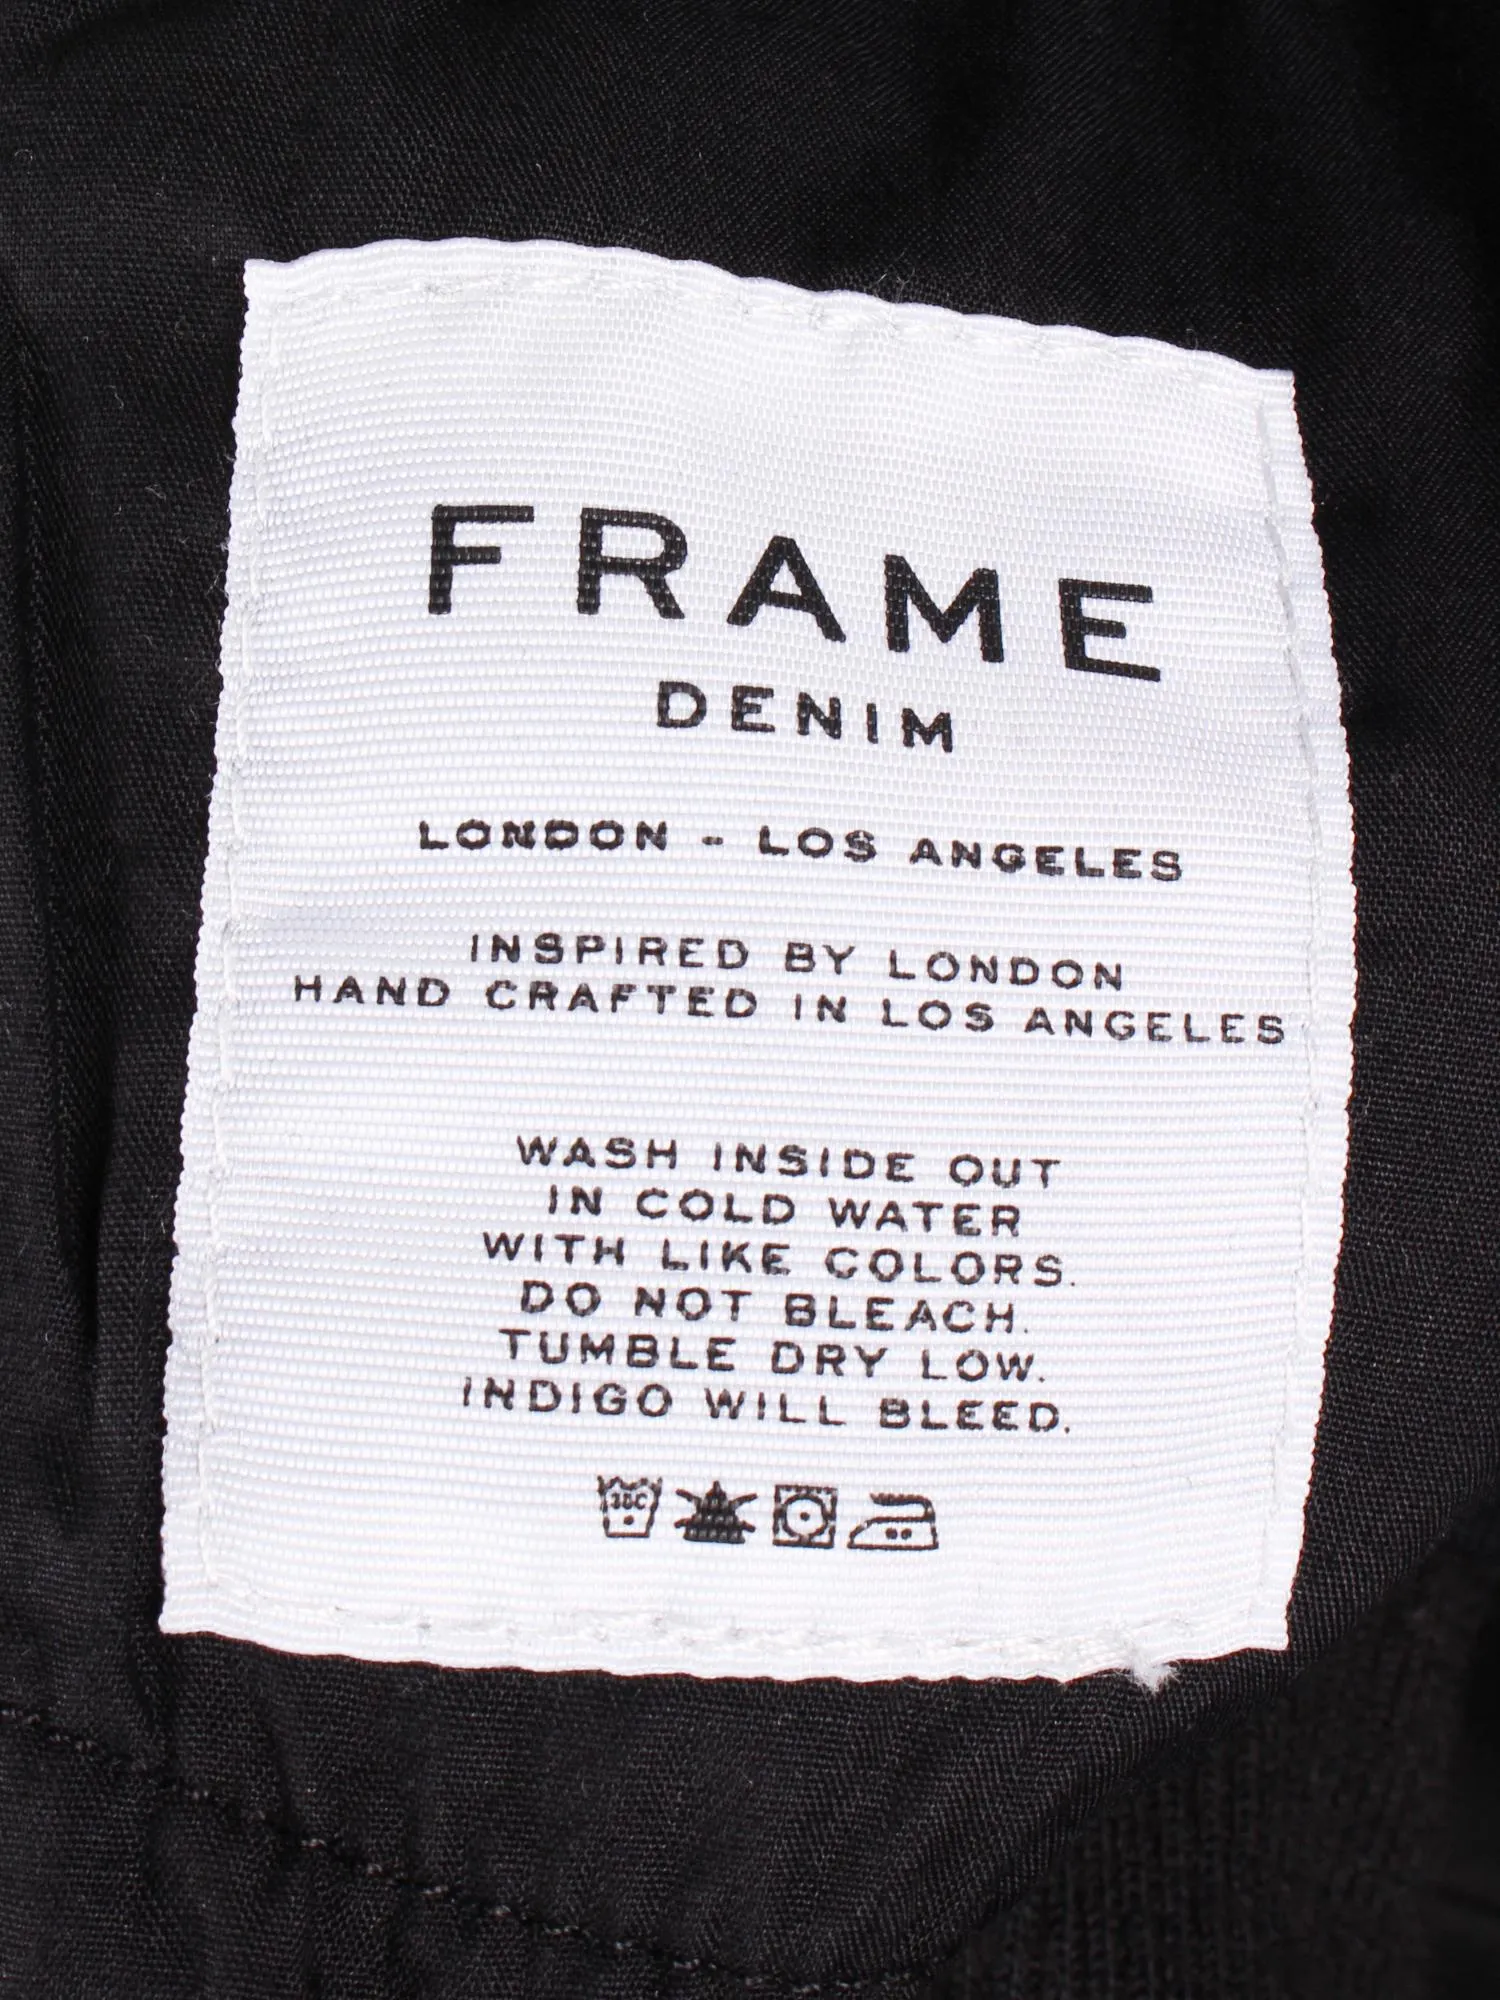 FRAME
DENIM
LONDON - LOS ANGELES
INSPIRED BY LONDON
HAND CRAFTED IN LOS ANGELES
WASH INSIDE OUT
IN COLD WATER
WITH LIKE COLORS.
DO NOT BLEACH.
TUMBLE DRY LOW.
INDIGO WILL BLEED.